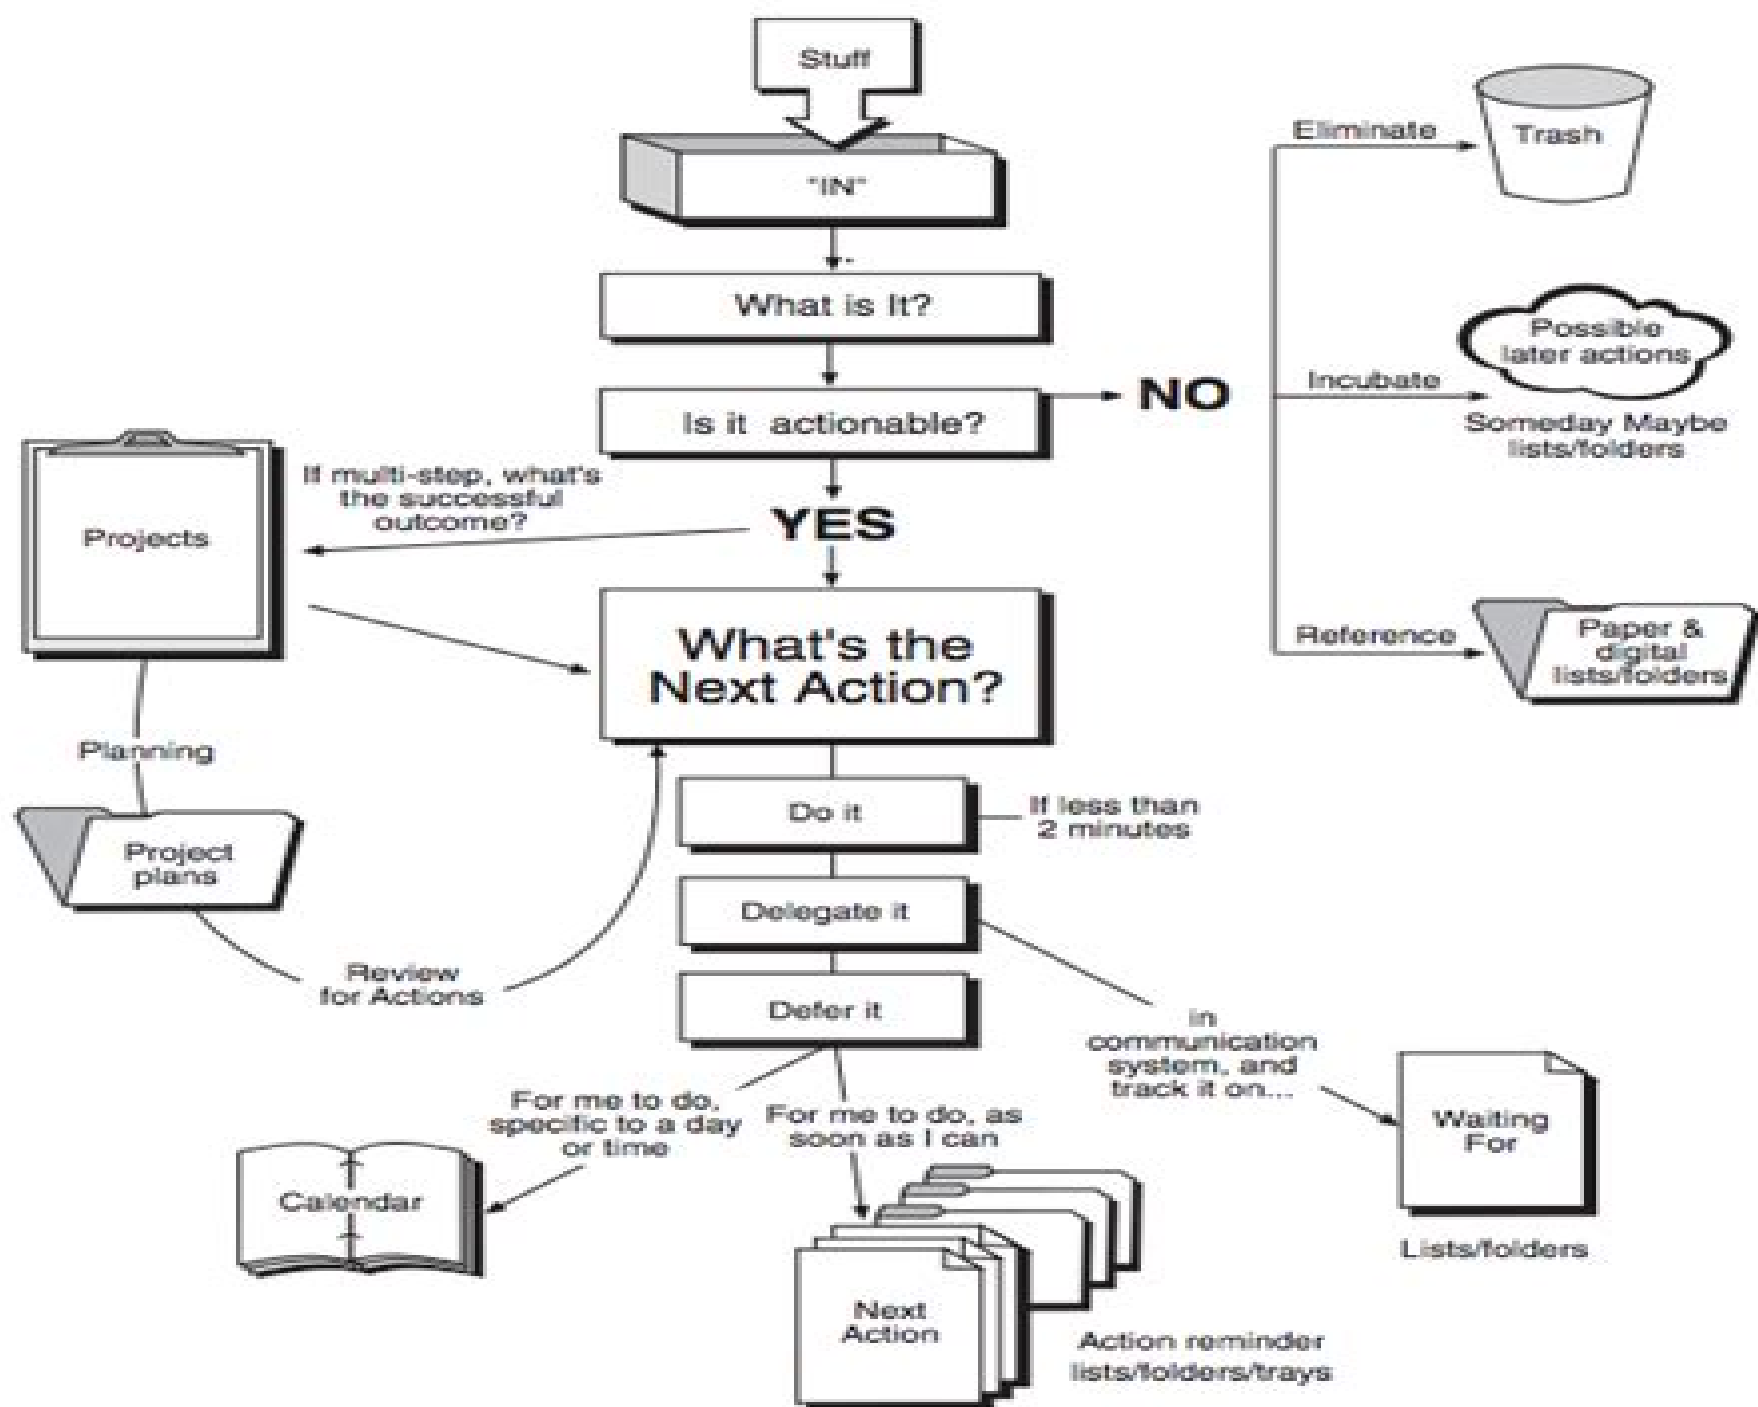 Stuff
"IN"
What is It?
Is it actionable?
NO
Eliminate
Trash
Incubate
Possible
later actions
Someday Maybe
lists/folders
Reference
Paper &
digital
lists/folders
YES
If multi-step, what's
the successful
outcome?
Projects
Planning
Project
plans
Review
for Actions
What's the
Next Action?
Do it
If less than
2 minutes
Delegate it
in
communication
system, and
track it on...
Waiting
For
Lists/folders
Defer it
For me to do,
specific to a day
or time
Calendar
For me to do, as
soon as I can
Next
Action
Action reminder
lists/folders/trays